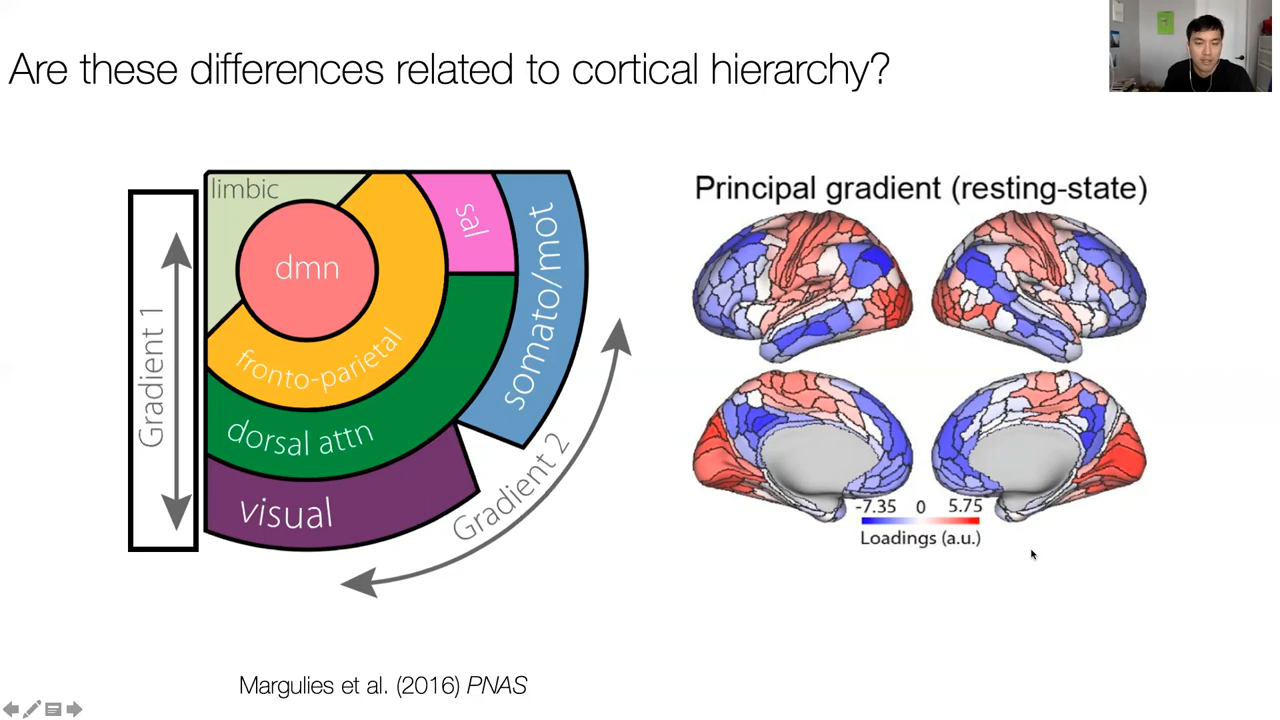 Are these differences related to cortical hierarchy?
limbic
sal
somato/mot
dmn
fronto-parietal
dorsal attn
visual
Gradient 1
Gradient 2
Principal gradient (resting-state)
-7.35 0 5.75
Loadings (a.u.)
Margulies et al. (2016) PNAS